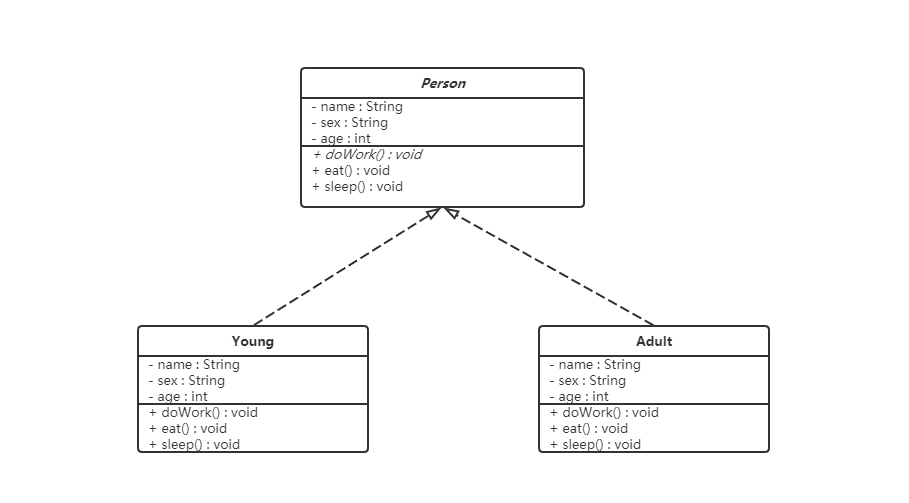 Person
- name : String
- sex : String
- age : int
+ doWork() : void
+ eat() : void
+ sleep() : void
Young
- name : String
- sex : String
- age : int
+ doWork() : void
+ eat() : void
+ sleep() : void
Adult
- name : String
- sex : String
- age : int
+ doWork() : void
+ eat() : void
+ sleep() : void